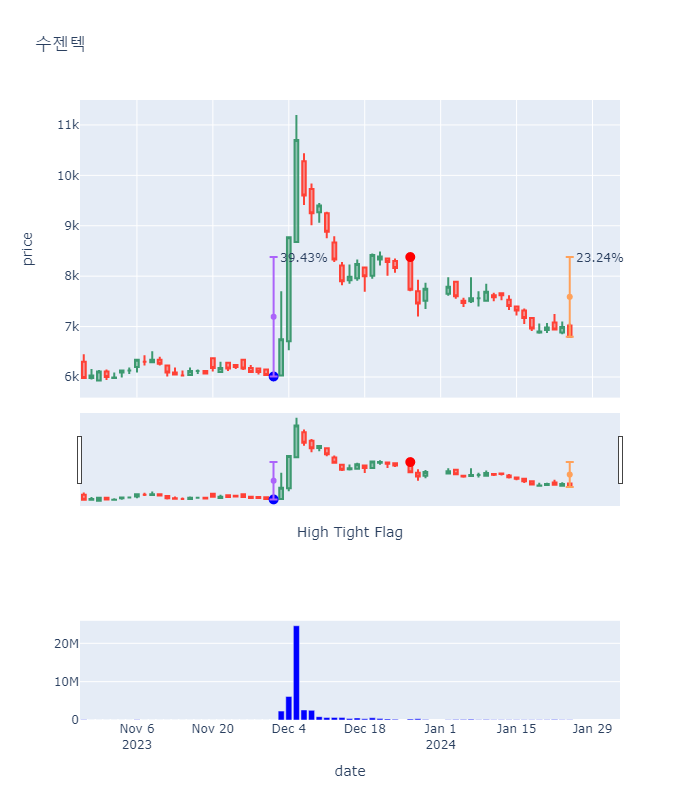 수젠텍
11k
10k
9k
8k
7k
6k
price
39.43%
23.24%
High Tight Flag
20M
10M
0
Nov 6
2023
Nov 20
Dec 4
Dec 18
Jan 1
2024
Jan 15
Jan 29
date